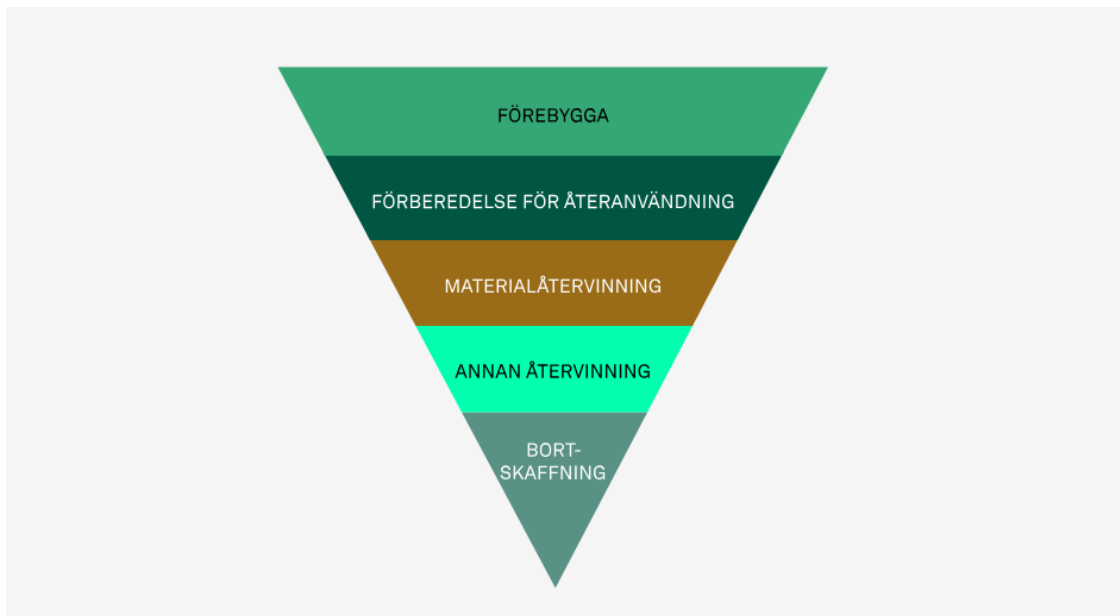 FÖREBYGGA
FÖRBEREDELSE FÖR ÅTERANVÄNDNING
MATERIALÅTERVINNING
ANNAN ÅTERVINNING
BORT-
SKAFFNING